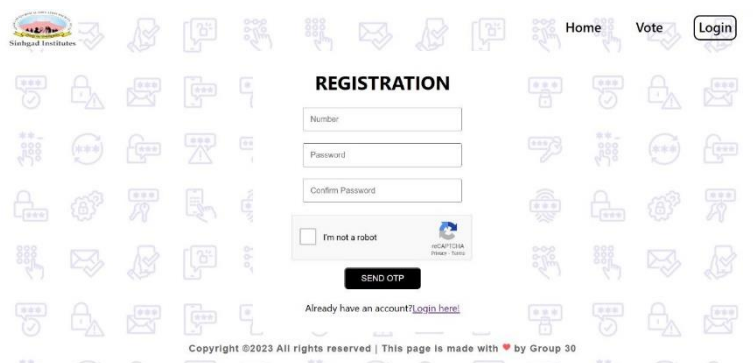 Sinhgad Institutes
Home Vote Login
REGISTRATION
Number
Password
Confirm Password
I'm not a robot
reCAPTCHA
Privacy - Terms
SEND OTP
Already have an account?Login here!
Copyright ©2023 All rights reserved | This page is made with ❤ by Group 30